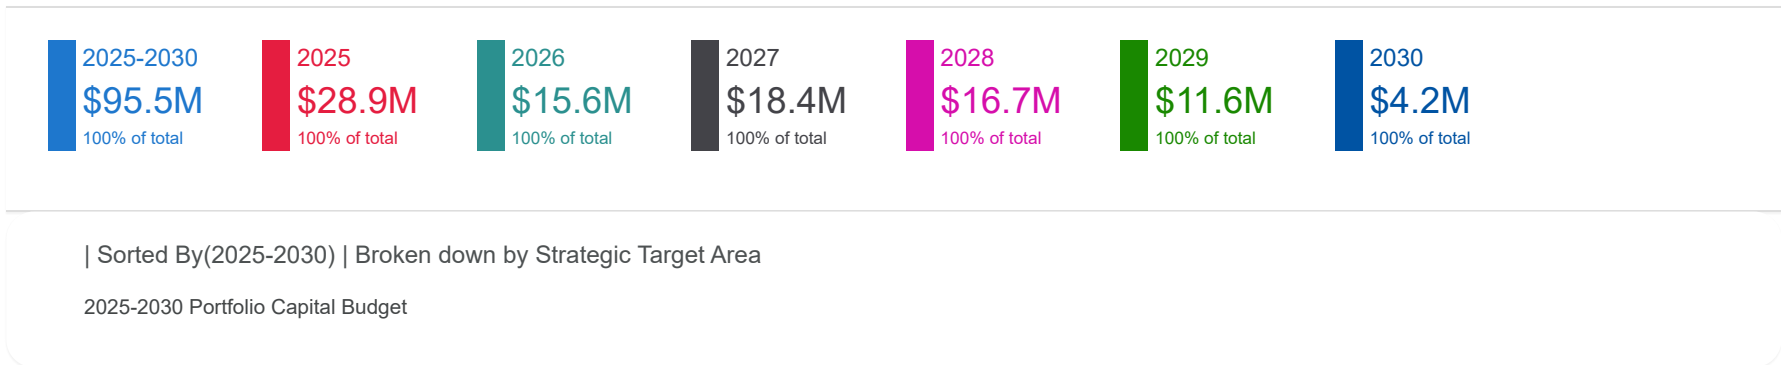 2025-2030
$95.5M
100% of total
2025
$28.9M
100% of total
2026
$15.6M
100% of total
2027
$18.4M
100% of total
2028
$16.7M
100% of total
2029
$11.6M
100% of total
2030
$4.2M
100% of total
| Sorted By(2025-2030) | Broken down by Strategic Target Area
2025-2030 Portfolio Capital Budget